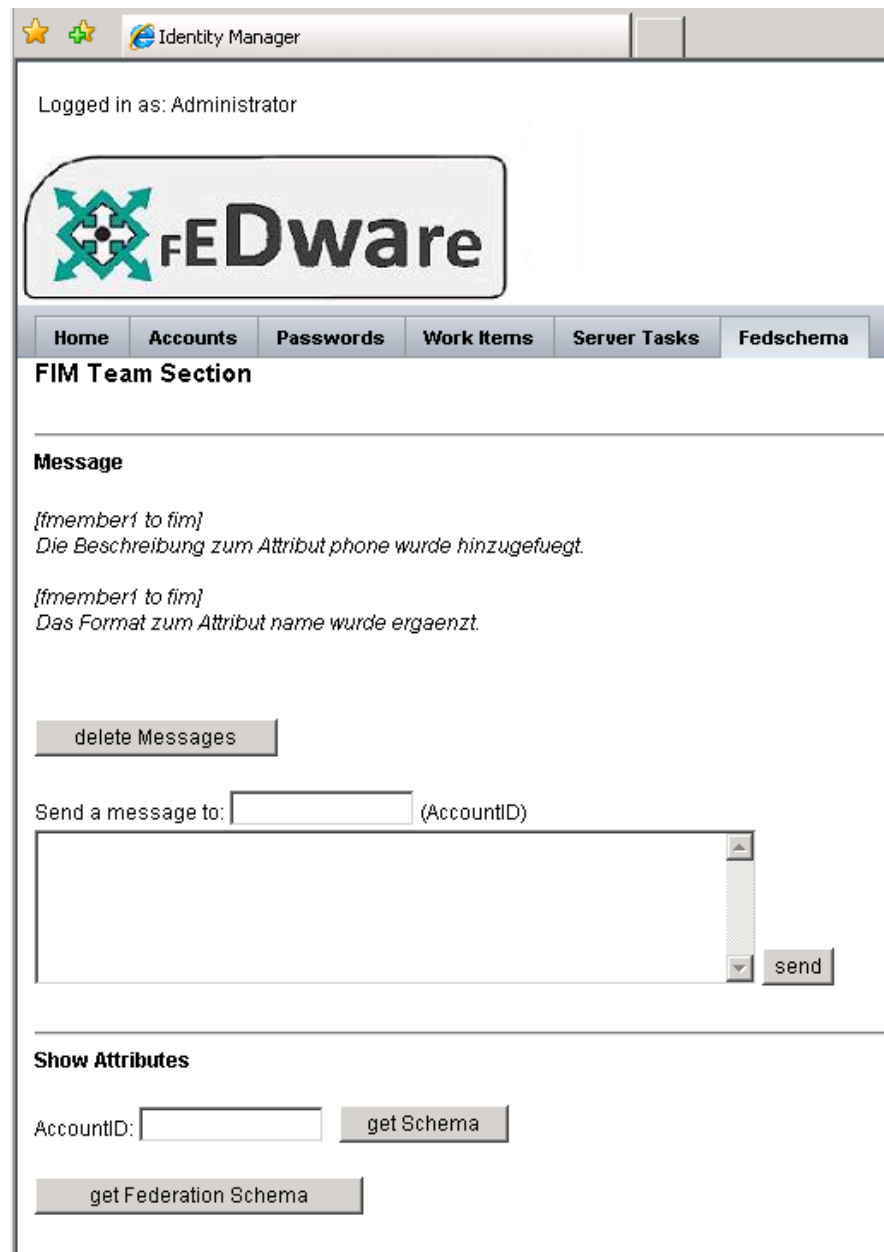 Identity Manager
Logged in as: Administrator
FEDware
Home Accounts Passwords Work Items Server Tasks Fedschema
FIM Team Section
Message
[fmember1 to fim]
Die Beschreibung zum Attribut phone wurde hinzugefuegt.
[fmember1 to fim]
Das Format zum Attribut name wurde ergaenzt.
delete Messages
Send a message to: (AccountID)
send
Show Attributes
AccountID: get Schema
get Federation Schema